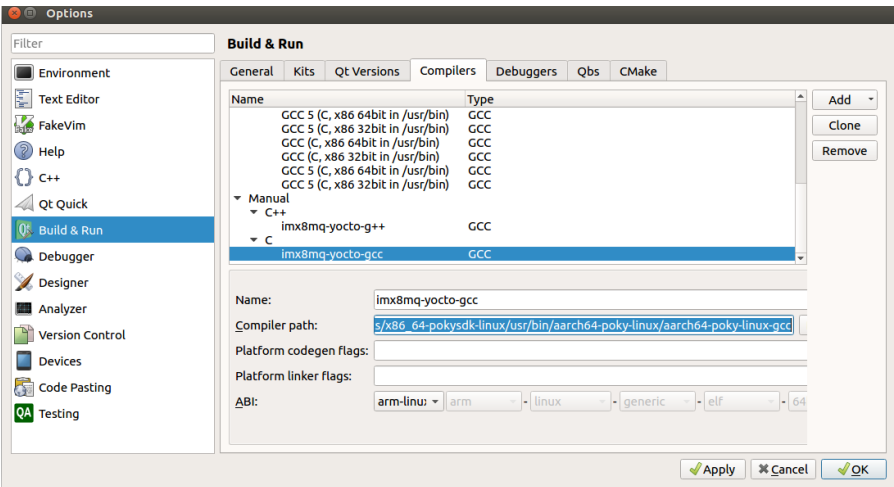 Options
Filter
Environment
Text Editor
FakeVim
Help
C++
Qt Quick
Build & Run
Debugger
Designer
Analyzer
Version Control
Devices
Code Pasting
QA Testing
Build & Run
General Kits Qt Versions Compilers Debuggers Qbs CMake
Name Type
GCC 5 (C, x86 64bit in /usr/bin) GCC
GCC 5 (C, x86 32bit in /usr/bin) GCC
GCC (C, x86 64bit in /usr/bin) GCC
GCC (C, x86 32bit in /usr/bin) GCC
GCC 5 (C, x86 64bit in /usr/bin) GCC
GCC 5 (C, x86 32bit in /usr/bin) GCC
Manual
C++
imx8mq-yocto-g++ GCC
C
imx8mq-yocto-gcc GCC
Add
Clone
Remove
Name: imx8mq-yocto-gcc
Compiler path: s/x86_64-pokysdk-linux/usr/bin/aarch64-poky-linux/aarch64-poky-linux-gcc
Platform codegen flags:
Platform linker flags:
ABI: arm-linu arm - linux - generic - elf - 64
Apply Cancel OK